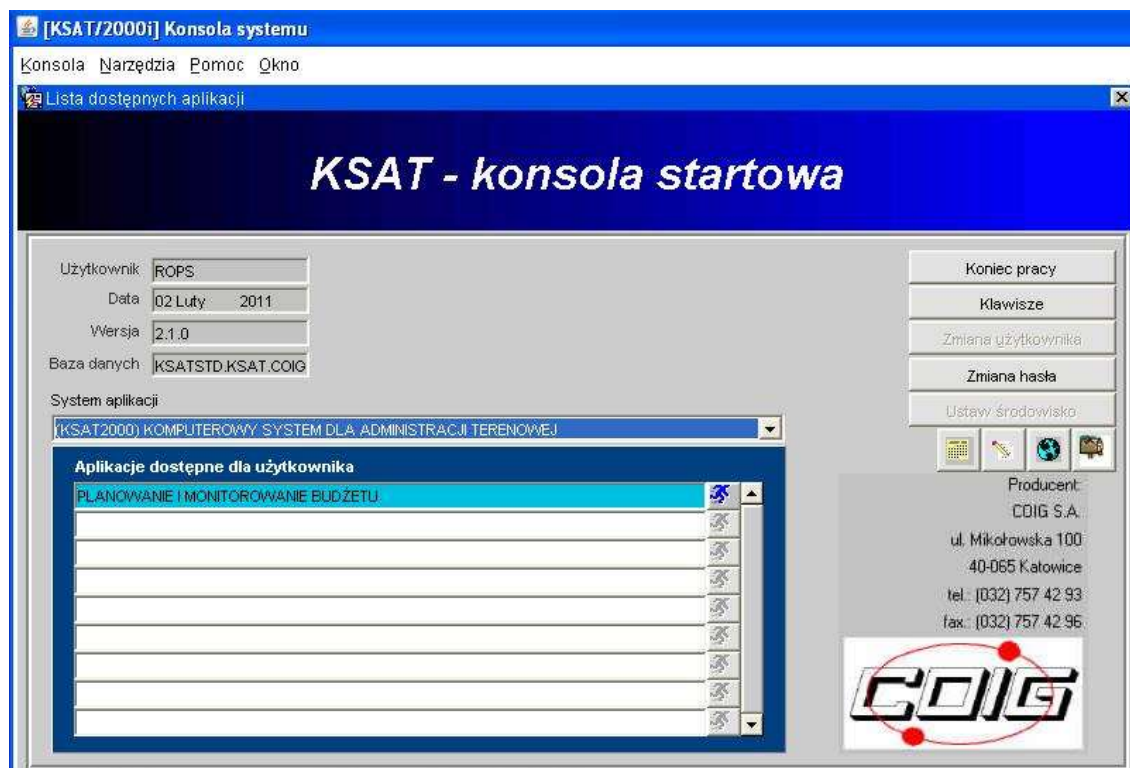 [KSAT/2000i] Konsola systemu
Konsola Narzędzia Pomoc Okno
Lista dostępnych aplikacji
KSAT - konsola startowa
Użytkownik ROPS
Data 02 Luty 2011
Wersja 2.1.0
Baza danych KSATSTD.KSAT.COIG
System aplikacji
(KSAT2000) KOMPUTEROWY SYSTEM DLA ADMINISTRACJI TERENOWEJ
Aplikacje dostępne dla użytkownika
PLANOWANIE I MONITOROWANIE BUDŻETU
Koniec pracy
Klawisze
Zmiana użytkownika
Zmiana hasła
Ustaw środowisko
Producent:
COIG S.A.
ul. Mikołowska 100
40-065 Katowice
tel.: (032) 757 42 93
fax.: (032) 757 42 96
COIG